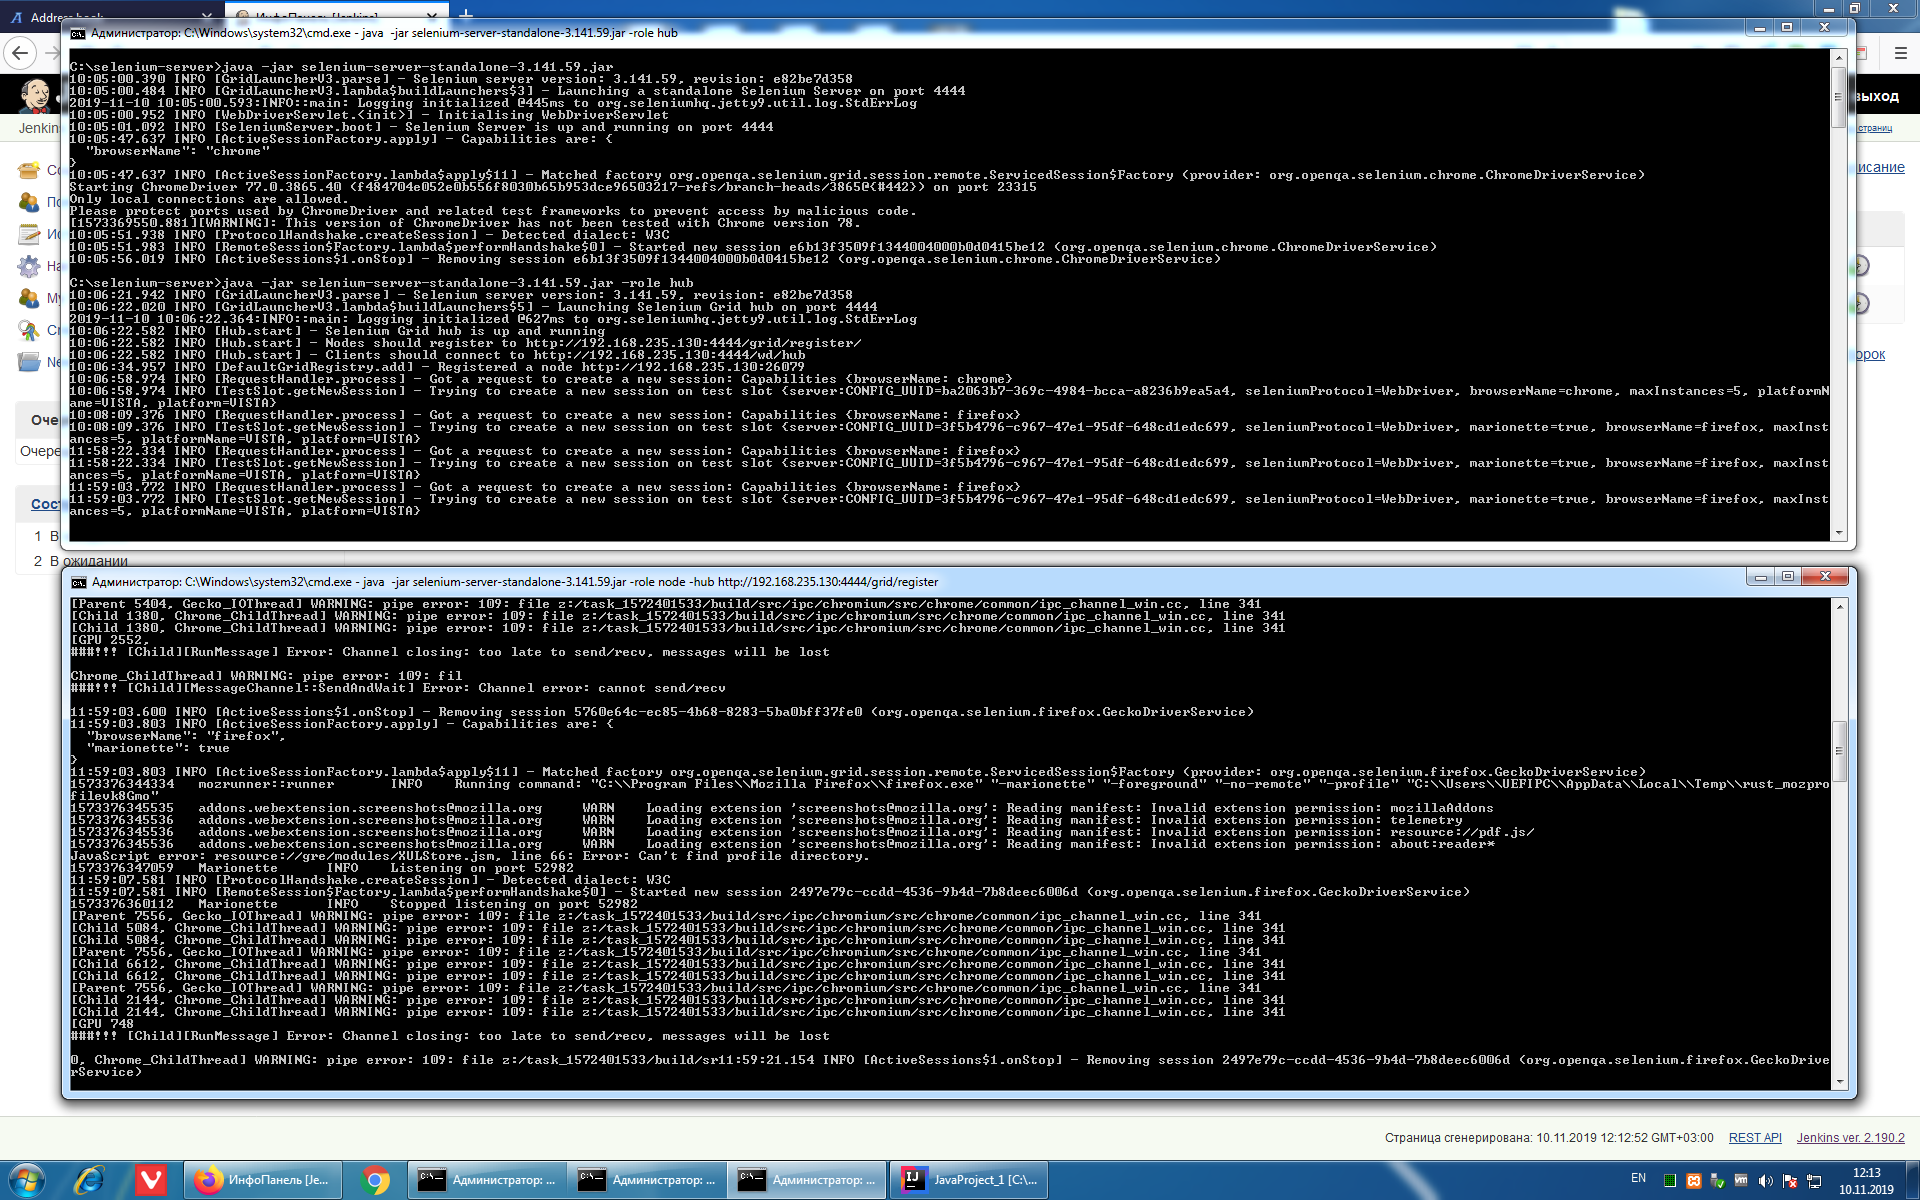 Address book
ИнфоПанель [Jenkins]
Администратор: C:\Windows\system32\cmd.exe - java  -jar selenium-server-standalone-3.141.59.jar -role hub
C:\selenium-server>java -jar selenium-server-standalone-3.141.59.jar
10:05:00.390 INFO [GridLauncherV3.parse] - Selenium server version: 3.141.59, revision: e82be7d358
10:05:00.484 INFO [GridLauncherV3.lambda$buildLaunchers$3] - Launching a standalone Selenium Server on port 4444
2019-11-10 10:05:00.593:INFO::main: Logging initialized @445ms to org.seleniumhq.jetty9.util.log.StdErrLog
10:05:00.952 INFO [WebDriverServlet.<init>] - Initialising WebDriverServlet
10:05:01.092 INFO [SeleniumServer.boot] - Selenium Server is up and running on port 4444
10:05:47.637 INFO [ActiveSessionFactory.apply] - Capabilities are: {
  "browserName": "chrome"
}
10:05:47.637 INFO [ActiveSessionFactory.lambda$apply$11] - Matched factory org.openqa.selenium.grid.session.remote.ServicedSession$Factory (provider: org.openqa.selenium.chrome.ChromeDriverService)
Starting ChromeDriver 77.0.3865.40 (f484704e052e0b556f8030b65b953dce96503217-refs/branch-heads/3865@{#442}) on port 23315
Only local connections are allowed.
Please protect ports used by ChromeDriver and related test frameworks to prevent access by malicious code.
[1573369550.881][WARNING]: This version of ChromeDriver has not been tested with Chrome version 78.
10:05:51.938 INFO [ProtocolHandshake.createSession] - Detected dialect: W3C
10:05:51.983 INFO [RemoteSession$Factory.lambda$performHandshake$0] - Started new session e6b13f3509f1344004000b0d0415be12 (org.openqa.selenium.chrome.ChromeDriverService)
10:05:56.019 INFO [ActiveSessions$1.onStop] - Removing session e6b13f3509f1344004000b0d0415be12 (org.openqa.selenium.chrome.ChromeDriverService)
C:\selenium-server>java -jar selenium-server-standalone-3.141.59.jar -role hub
10:06:21.942 INFO [GridLauncherV3.parse] - Selenium server version: 3.141.59, revision: e82be7d358
10:06:22.020 INFO [GridLauncherV3.lambda$buildLaunchers$5] - Launching Selenium Grid hub on port 4444
2019-11-10 10:06:22.364:INFO::main: Logging initialized @627ms to org.seleniumhq.jetty9.util.log.StdErrLog
10:06:22.582 INFO [Hub.start] - Selenium Grid hub is up and running
10:06:22.582 INFO [Hub.start] - Nodes should register to http://192.168.235.130:4444/grid/register/
10:06:22.582 INFO [Hub.start] - Clients should connect to http://192.168.235.130:4444/wd/hub
10:06:34.957 INFO [DefaultGridRegistry.add] - Registered a node http://192.168.235.130:26079
10:06:58.974 INFO [RequestHandler.process] - Got a request to create a new session: Capabilities {browserName: chrome}
10:06:58.974 INFO [TestSlot.getNewSession] - Trying to create a new session on test slot {server:CONFIG_UUID=ba2063b7-369c-4984-bcca-a8236b9ea5a4, seleniumProtocol=WebDriver, browserName=chrome, maxInstances=5, platformN
ame=VISTA, platform=VISTA}
10:08:09.376 INFO [RequestHandler.process] - Got a request to create a new session: Capabilities {browserName: firefox}
10:08:09.376 INFO [TestSlot.getNewSession] - Trying to create a new session on test slot {server:CONFIG_UUID=3f5b4796-c967-47e1-95df-648cd1edc699, seleniumProtocol=WebDriver, marionette=true, browserName=firefox, maxInst
ances=5, platformName=VISTA, platform=VISTA}
11:58:22.334 INFO [RequestHandler.process] - Got a request to create a new session: Capabilities {browserName: firefox}
11:58:22.334 INFO [TestSlot.getNewSession] - Trying to create a new session on test slot {server:CONFIG_UUID=3f5b4796-c967-47e1-95df-648cd1edc699, seleniumProtocol=WebDriver, marionette=true, browserName=firefox, maxInst
ances=5, platformName=VISTA, platform=VISTA}
11:59:03.772 INFO [RequestHandler.process] - Got a request to create a new session: Capabilities {browserName: firefox}
11:59:03.772 INFO [TestSlot.getNewSession] - Trying to create a new session on test slot {server:CONFIG_UUID=3f5b4796-c967-47e1-95df-648cd1edc699, seleniumProtocol=WebDriver, marionette=true, browserName=firefox, maxInst
ances=5, platformName=VISTA, platform=VISTA}
выход
Jenkin
страниц
исание
Со
По
Ис
На
My
Ст
Ne
орок
Оче
Очере
Сост
1 В
2 В ожидании
Администратор: C:\Windows\system32\cmd.exe - java  -jar selenium-server-standalone-3.141.59.jar -role node -hub http://192.168.235.130:4444/grid/register
[Parent 5404, Gecko_IOThread] WARNING: pipe error: 109: file z:/task_1572401533/build/src/ipc/chromium/src/chrome/common/ipc_channel_win.cc, line 341
[Child 1380, Chrome_ChildThread] WARNING: pipe error: 109: file z:/task_1572401533/build/src/ipc/chromium/src/chrome/common/ipc_channel_win.cc, line 341
[Child 1380, Chrome_ChildThread] WARNING: pipe error: 109: file z:/task_1572401533/build/src/ipc/chromium/src/chrome/common/ipc_channel_win.cc, line 341
[GPU 2552,
###!!! [Child][RunMessage] Error: Channel closing: too late to send/recv, messages will be lost
Chrome_ChildThread] WARNING: pipe error: 109: fil
###!!! [Child][MessageChannel::SendAndWait] Error: Channel error: cannot send/recv
11:59:03.600 INFO [ActiveSessions$1.onStop] - Removing session 5760e64c-ec85-4b68-8283-5ba0bff37fe0 (org.openqa.selenium.firefox.GeckoDriverService)
11:59:03.803 INFO [ActiveSessionFactory.apply] - Capabilities are: {
  "browserName": "firefox",
  "marionette": true
}
11:59:03.803 INFO [ActiveSessionFactory.lambda$apply$11] - Matched factory org.openqa.selenium.grid.session.remote.ServicedSession$Factory (provider: org.openqa.selenium.firefox.GeckoDriverService)
1573376344334   mozrunner::runner       INFO    Running command: "C:\\Program Files\\Mozilla Firefox\\firefox.exe" "-marionette" "-foreground" "-no-remote" "-profile" "C:\\Users\\UEFIPC\\AppData\\Local\\Temp\\rust_mozpro
filevk8Gmo"
1573376345535   addons.webextension.screenshots@mozilla.org     WARN    Loading extension 'screenshots@mozilla.org': Reading manifest: Invalid extension permission: mozillaAddons
1573376345536   addons.webextension.screenshots@mozilla.org     WARN    Loading extension 'screenshots@mozilla.org': Reading manifest: Invalid extension permission: telemetry
1573376345536   addons.webextension.screenshots@mozilla.org     WARN    Loading extension 'screenshots@mozilla.org': Reading manifest: Invalid extension permission: resource://pdf.js/
1573376345536   addons.webextension.screenshots@mozilla.org     WARN    Loading extension 'screenshots@mozilla.org': Reading manifest: Invalid extension permission: about:reader*
JavaScript error: resource://gre/modules/XULStore.jsm, line 66: Error: Can't find profile directory.
1573376347059   Marionette      INFO    Listening on port 52982
11:59:07.581 INFO [ProtocolHandshake.createSession] - Detected dialect: W3C
11:59:07.581 INFO [RemoteSession$Factory.lambda$performHandshake$0] - Started new session 2497e79c-ccdd-4536-9b4d-7b8deec6006d (org.openqa.selenium.firefox.GeckoDriverService)
1573376360112   Marionette      INFO    Stopped listening on port 52982
[Parent 7556, Gecko_IOThread] WARNING: pipe error: 109: file z:/task_1572401533/build/src/ipc/chromium/src/chrome/common/ipc_channel_win.cc, line 341
[Child 5084, Chrome_ChildThread] WARNING: pipe error: 109: file z:/task_1572401533/build/src/ipc/chromium/src/chrome/common/ipc_channel_win.cc, line 341
[Child 5084, Chrome_ChildThread] WARNING: pipe error: 109: file z:/task_1572401533/build/src/ipc/chromium/src/chrome/common/ipc_channel_win.cc, line 341
[Parent 7556, Gecko_IOThread] WARNING: pipe error: 109: file z:/task_1572401533/build/src/ipc/chromium/src/chrome/common/ipc_channel_win.cc, line 341
[Child 6612, Chrome_ChildThread] WARNING: pipe error: 109: file z:/task_1572401533/build/src/ipc/chromium/src/chrome/common/ipc_channel_win.cc, line 341
[Child 6612, Chrome_ChildThread] WARNING: pipe error: 109: file z:/task_1572401533/build/src/ipc/chromium/src/chrome/common/ipc_channel_win.cc, line 341
[Parent 7556, Gecko_IOThread] WARNING: pipe error: 109: file z:/task_1572401533/build/src/ipc/chromium/src/chrome/common/ipc_channel_win.cc, line 341
[Child 2144, Chrome_ChildThread] WARNING: pipe error: 109: file z:/task_1572401533/build/src/ipc/chromium/src/chrome/common/ipc_channel_win.cc, line 341
[Child 2144, Chrome_ChildThread] WARNING: pipe error: 109: file z:/task_1572401533/build/src/ipc/chromium/src/chrome/common/ipc_channel_win.cc, line 341
[GPU 748
###!!! [Child][RunMessage] Error: Channel closing: too late to send/recv, messages will be lost
0, Chrome_ChildThread] WARNING: pipe error: 109: file z:/task_1572401533/build/sr11:59:21.154 INFO [ActiveSessions$1.onStop] - Removing session 2497e79c-ccdd-4536-9b4d-7b8deec6006d (org.openqa.selenium.firefox.GeckoDrive
rService)
Страница сгенерирована: 10.11.2019 12:12:52 GMT+03:00 REST API Jenkins ver. 2.190.2
ИнфоПанель [Je...
Администратор: ...
Администратор: ...
Администратор: ...
JavaProject_1 [C:\...
EN
12:13
10.11.2019